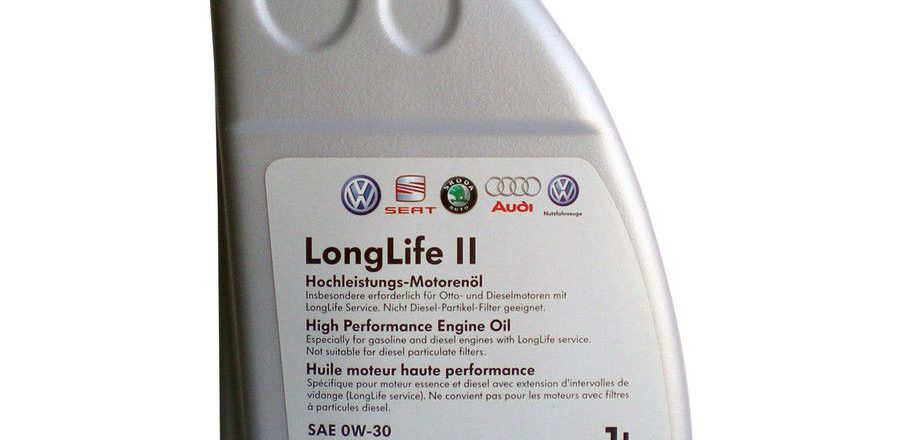 SEAT
ŠKODA
AUTO
Audi
Nutzfahrzeuge
LongLife II
Hochleistungs-Motorenöl
Insbesondere erforderlich für Otto- und Dieselmotoren mit
LongLife Service. Nicht Diesel-Partikel-Filter geeignet.
High Performance Engine Oil
Especially for gasoline and diesel engines with LongLife service.
Not suitable for diesel particulate filters.
Huile moteur haute performance
Spécifique pour moteur essence et diesel avec extension d'intervalles de
vidange (LongLife service). Ne convient pas pour les moteurs avec filtres
à particules diesel.
SAE 0W-30
1L